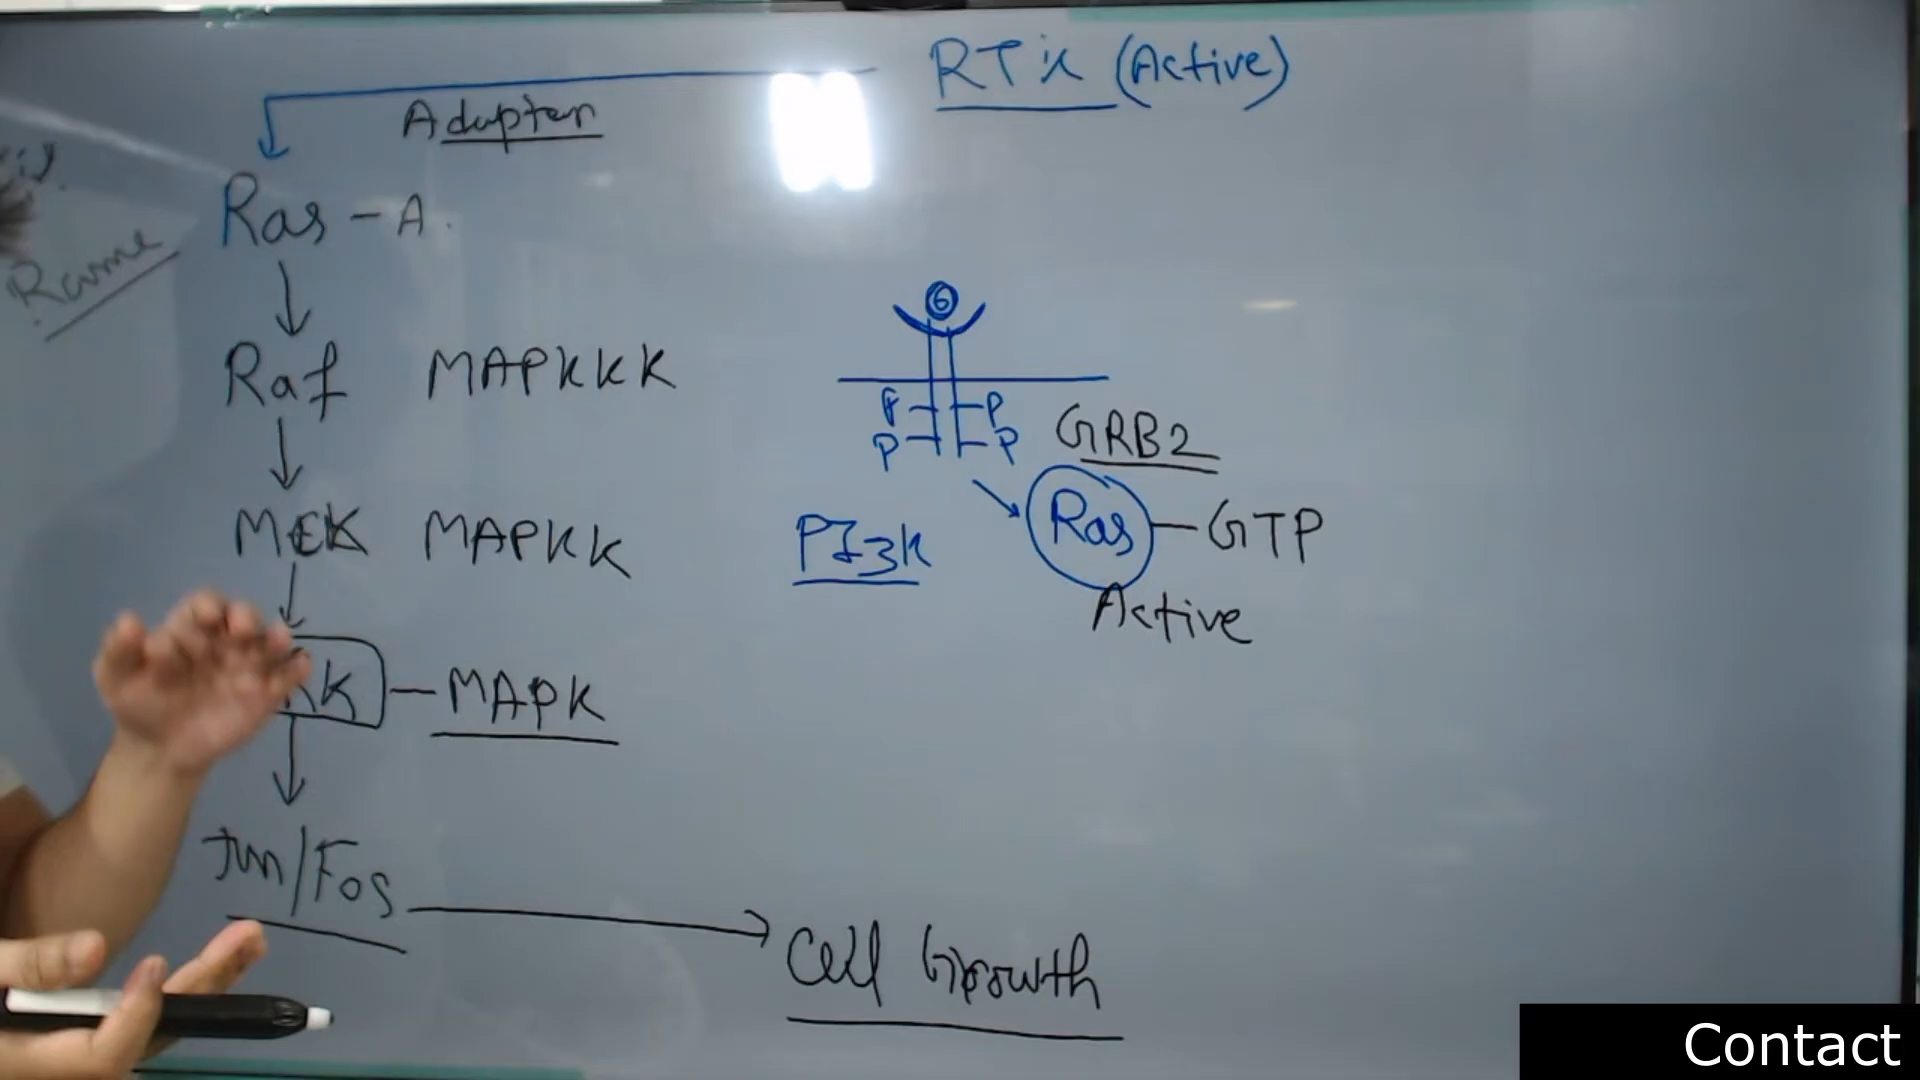 RTK (Active)
Adapter
Ras - A.
Rame
Raf MAPKKK
MEK MAPKK
MAPK
Jun/Fos
Cell Growth
G
P P
P P
GRB2
Ras - GTP
Active
PI3K
Contact